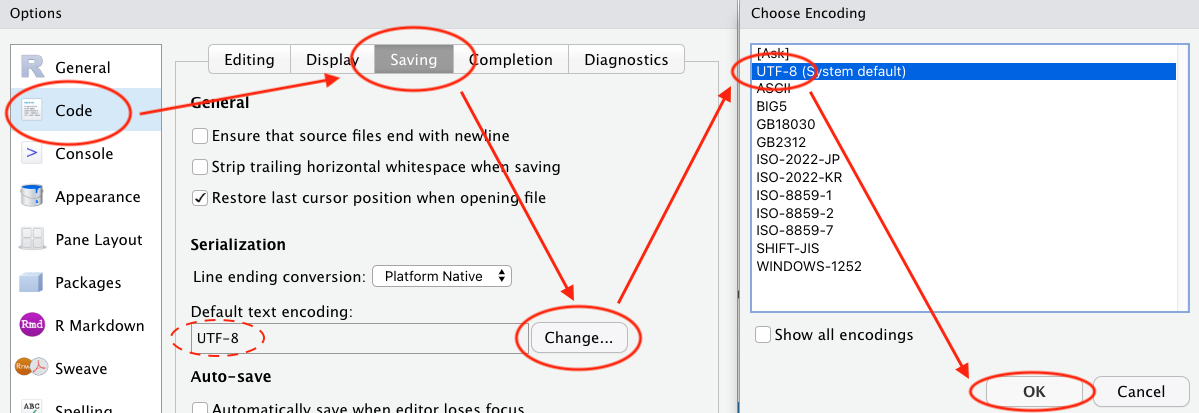 Options
General
Code
Console
Appearance
Pane Layout
Packages
Rmd
R Markdown
Rnw
Sweave
ABC
Spelling
Editing
Display
Saving
Completion
Diagnostics
General
Ensure that source files end with newline
Strip trailing horizontal whitespace when saving
Restore last cursor position when opening file
Serialization
Line ending conversion:
Platform Native
Default text encoding:
UTF-8
Change...
Auto-save
Automatically save when editor loses focus
Choose Encoding
[Ask]
UTF-8 (System default)
ASCII
BIG5
GB18030
GB2312
ISO-2022-JP
ISO-2022-KR
ISO-8859-1
ISO-8859-2
ISO-8859-7
SHIFT-JIS
WINDOWS-1252
Show all encodings
OK
Cancel